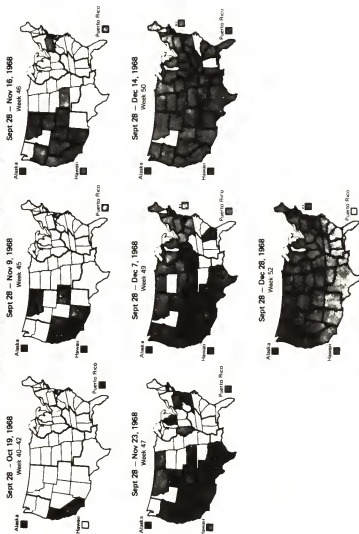 Sept 28 – Oct 19, 1968
Week 40-42
Alaska
Hawaii
Puerto Rico
Sept 28 – Nov 9, 1968
Week 45
Alaska
Hawaii
Puerto Rico
Sept 28 – Nov 16, 1968
Week 46
Alaska
Hawaii
Puerto Rico
Sept 28 – Nov 23, 1968
Week 47
Alaska
Hawaii
Puerto Rico
Sept 28 – Dec 7, 1968
Week 49
Alaska
Hawaii
Puerto Rico
Sept 28 – Dec 14, 1968
Week 50
Alaska
Hawaii
Puerto Rico
Sept 28 – Dec 28, 1968
Week 52
Alaska
Hawaii
Puerto Rico